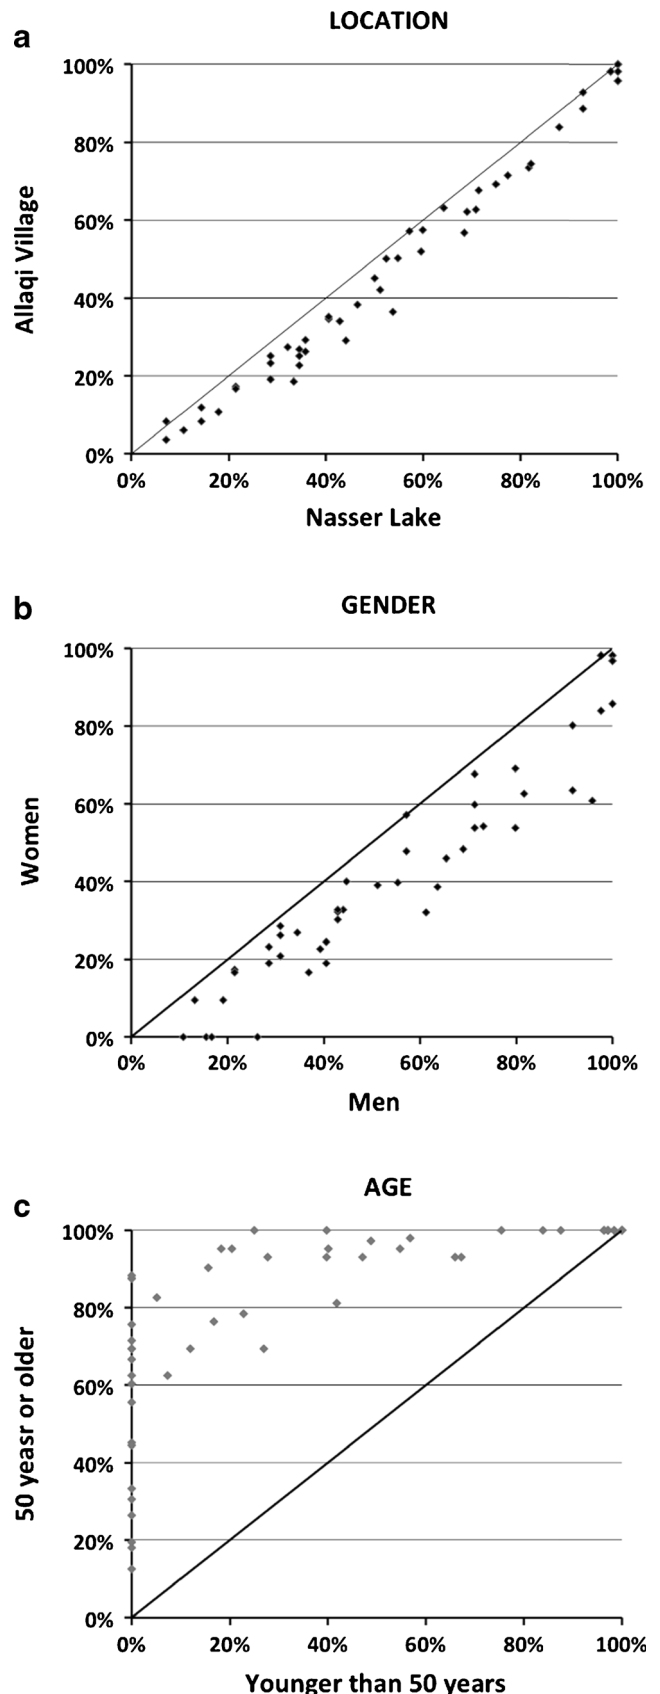 a
LOCATION
100%
80%
60%
40%
20%
0%
Allaqi Village
0% 20% 40% 60% 80% 100%
Nasser Lake
b
GENDER
100%
80%
60%
40%
20%
0%
Women
0% 20% 40% 60% 80% 100%
Men
c
AGE
100%
80%
60%
40%
20%
0%
50 yeasr or older
0% 20% 40% 60% 80% 100%
Younger than 50 years